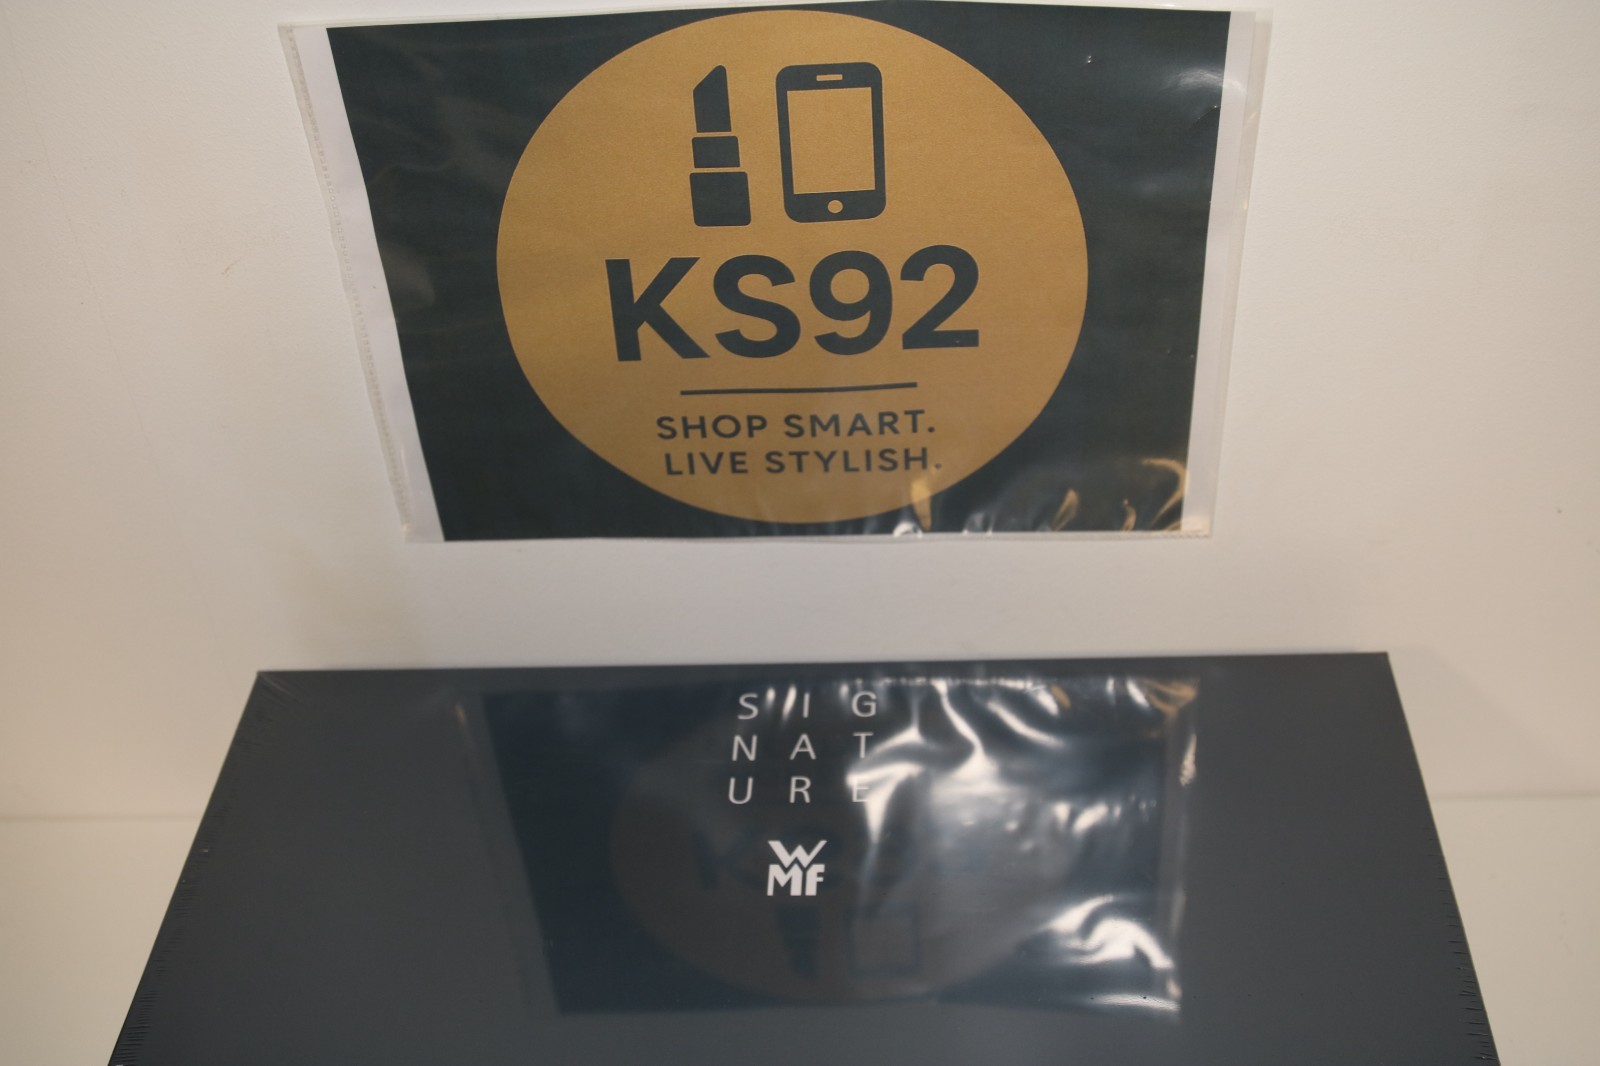 KS92
SHOP SMART.
LIVE STYLISH.
S I G
N A T
U R E
WMF